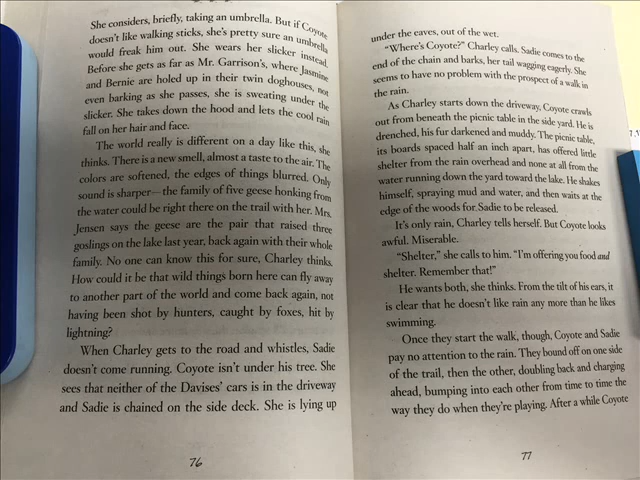 She considers, briefly, taking an umbrella. But if Coyote
doesn't like walking sticks, she's pretty sure an umbrella
would freak him out. She wears her slicker instead.
Before she gets as far as Mr. Garrison's, where Jasmine
and Bernie are holed up in their twin doghouses, not
even barking as she passes, she is sweating under the
slicker. She takes down the hood and lets the cool rain
fall on her hair and face.
The world really is different on a day like this, she
thinks. There is a new smell, almost a taste to the air. The
colors are softened, the edges of things blurred. Only
sound is sharper—the family of five geese honking from
the water could be right there on the trail with her. Mrs.
Jensen says the geese are the pair that raised three
goslings on the lake last year, back again with their whole
family. No one can know this for sure, Charley thinks.
How could it be that wild things born here can fly away
to another part of the world and come back again, not
having been shot by hunters, caught by foxes, hit by
lightning?
When Charley gets to the road and whistles, Sadie
doesn't come running. Coyote isn't under his tree. She
sees that neither of the Davises' cars is in the driveway
and Sadie is chained on the side deck. She is lying up
76
under the eaves, out of the wet.
"Where's Coyote?" Charley calls. Sadie comes to the
end of the chain and barks, her tail wagging eagerly. She
seems to have no problem with the prospect of a walk in
the rain.
As Charley starts down the driveway, Coyote crawls
out from beneath the picnic table in the side yard. He is
drenched, his fur darkened and muddy. The picnic table,
its boards spaced half an inch apart, has offered little
shelter from the rain overhead and none at all from the
water running down the yard toward the lake. He shakes
himself, spraying mud and water, and then waits at the
edge of the woods for Sadie to be released.
It's only rain, Charley tells herself. But Coyote looks
awful. Miserable.
"Shelter," she calls to him. "I'm offering you food and
shelter. Remember that!"
He wants both, she thinks. From the tilt of his ears, it
is clear that he doesn't like rain any more than he likes
swimming.
Once they start the walk, though, Coyote and Sadie
pay no attention to the rain. They bound off on one side
of the trail, then the other, doubling back and charging
ahead, bumping into each other from time to time the
way they do when they're playing. After a while Coyote
77